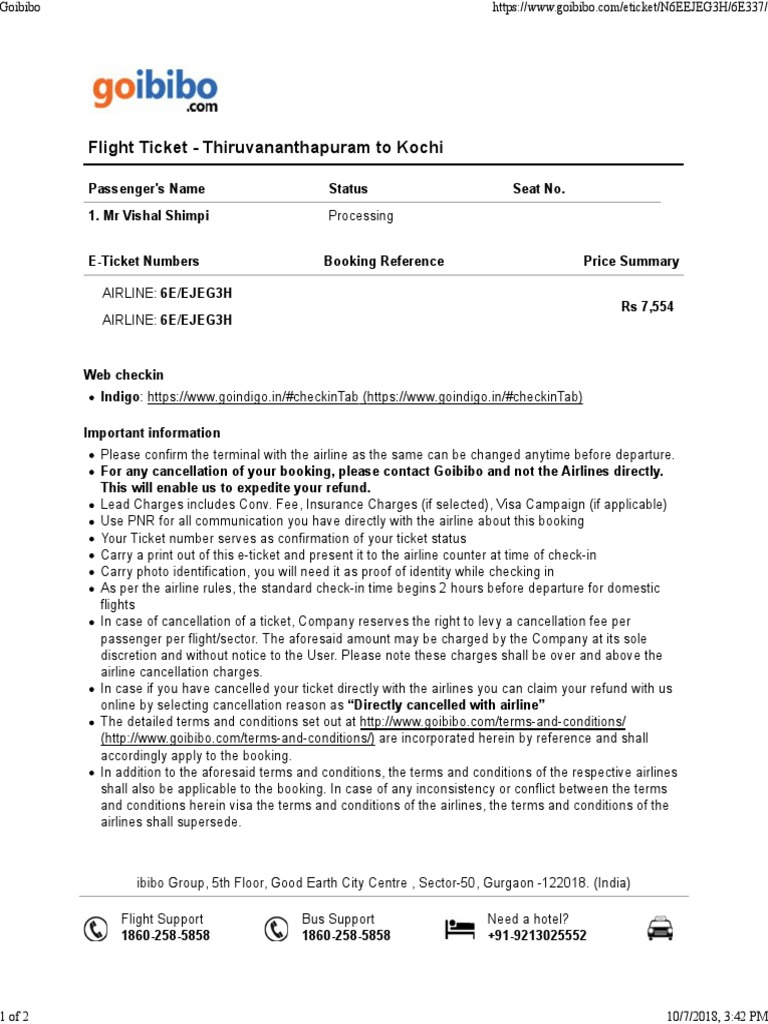 Goibibo https://www.goibibo.com/eticket/N6EEJEG3H/6E337/
goibibo
.com
Flight Ticket - Thiruvananthapuram to Kochi
Passenger's Name Status Seat No.
1. Mr Vishal Shimpi Processing
E-Ticket Numbers Booking Reference Price Summary
AIRLINE: 6E/EJEG3H
Rs 7,554
AIRLINE: 6E/EJEG3H
Web checkin
• Indigo: https://www.goindigo.in/#checkinTab (https://www.goindigo.in/#checkinTab)
Important information
• Please confirm the terminal with the airline as the same can be changed anytime before departure.
• For any cancellation of your booking, please contact Goibibo and not the Airlines directly.
This will enable us to expedite your refund.
• Lead Charges includes Conv. Fee, Insurance Charges (if selected), Visa Campaign (if applicable)
• Use PNR for all communication you have directly with the airline about this booking
• Your Ticket number serves as confirmation of your ticket status
• Carry a print out of this e-ticket and present it to the airline counter at time of check-in
• Carry photo identification, you will need it as proof of identity while checking in
• As per the airline rules, the standard check-in time begins 2 hours before departure for domestic
flights
• In case of cancellation of a ticket, Company reserves the right to levy a cancellation fee per
passenger per flight/sector. The aforesaid amount may be charged by the Company at its sole
discretion and without notice to the User. Please note these charges shall be over and above the
airline cancellation charges.
• In case if you have cancelled your ticket directly with the airlines you can claim your refund with us
online by selecting cancellation reason as “Directly cancelled with airline”
• The detailed terms and conditions set out at http://www.goibibo.com/terms-and-conditions/
(http://www.goibibo.com/terms-and-conditions/) are incorporated herein by reference and shall
accordingly apply to the booking.
• In addition to the aforesaid terms and conditions, the terms and conditions of the respective airlines
shall also be applicable to the booking. In case of any inconsistency or conflict between the terms
and conditions herein visa the terms and conditions of the airlines, the terms and conditions of the
airlines shall supersede.
ibibo Group, 5th Floor, Good Earth City Centre , Sector-50, Gurgaon -122018. (India)
Flight Support Bus Support Need a hotel?
1860-258-5858 1860-258-5858 +91-9213025552
1 of 2 10/7/2018, 3:42 PM